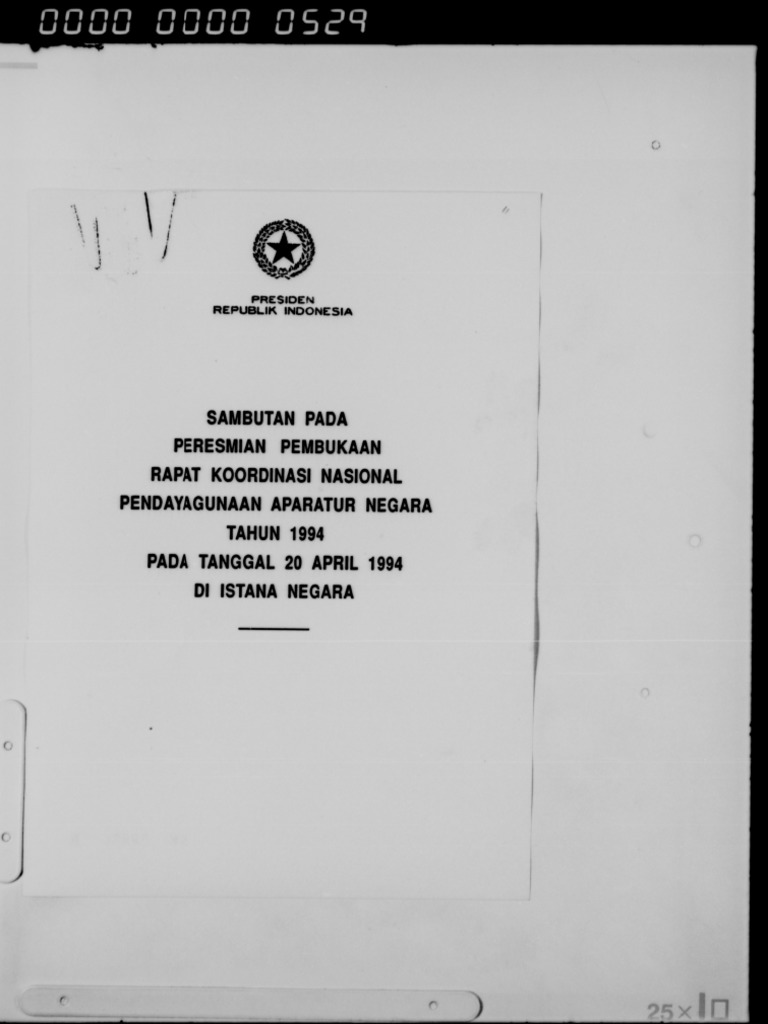 0000 0000 0529
PRESIDEN
REPUBLIK INDONESIA
SAMBUTAN PADA
PERESMIAN PEMBUKAAN
RAPAT KOORDINASI NASIONAL
PENDAYAGUNAAN APARATUR NEGARA
TAHUN 1994
PADA TANGGAL 20 APRIL 1994
DI ISTANA NEGARA
25×